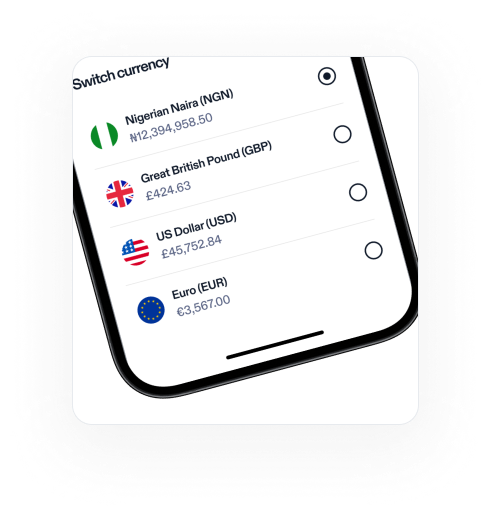 Switch currency
Nigerian Naira (NGN)
₦12,394,958.50
Great British Pound (GBP)
£424.63
US Dollar (USD)
£45,752.84
Euro (EUR)
€3,567.00